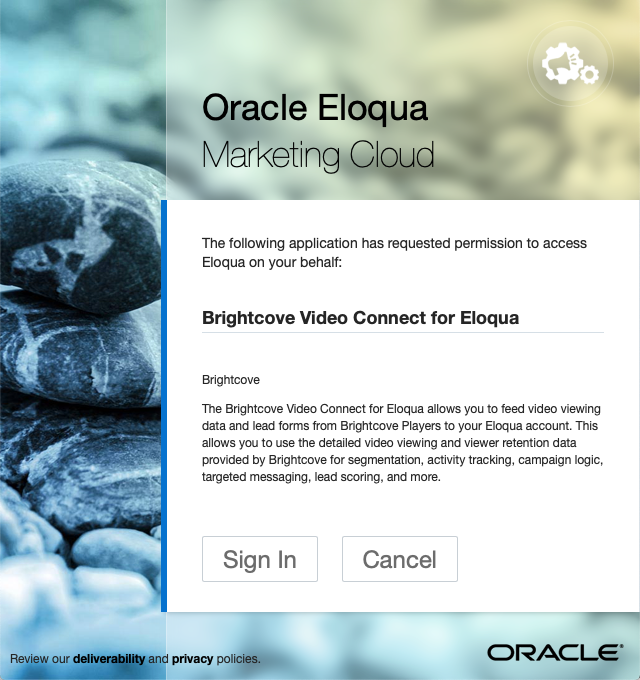 Oracle Eloqua
Marketing Cloud
The following application has requested permission to access
Eloqua on your behalf:
Brightcove Video Connect for Eloqua
Brightcove
The Brightcove Video Connect for Eloqua allows you to feed video viewing
data and lead forms from Brightcove Players to your Eloqua account. This
allows you to use the detailed video viewing and viewer retention data
provided by Brightcove for segmentation, activity tracking, campaign logic,
targeted messaging, lead scoring, and more.
Sign In
Cancel
Review our deliverability and privacy policies.
ORACLE®